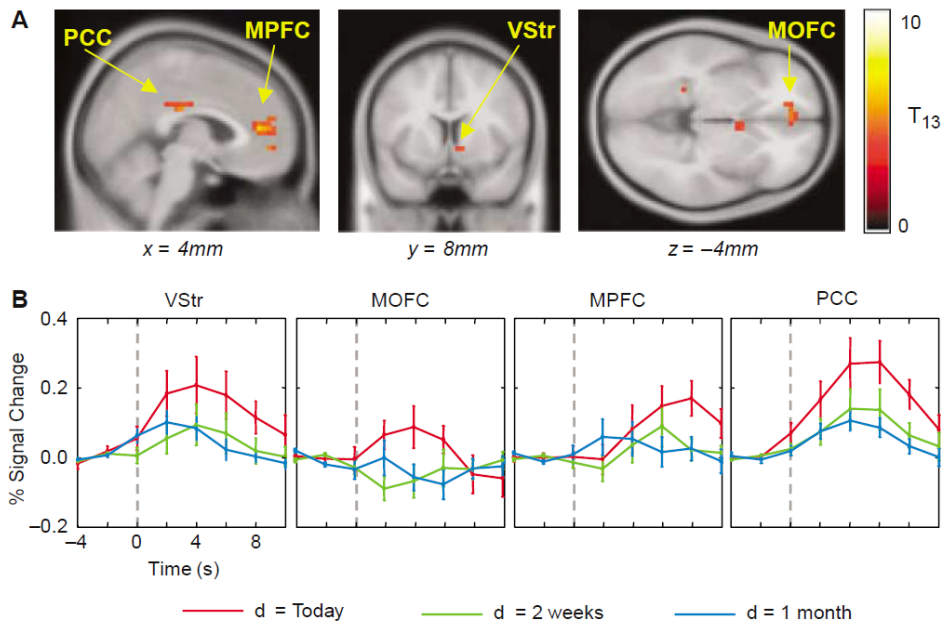 A
PCC
MPFC
VStr
MOFC
10
T13
0
x = 4mm
y = 8mm
z = –4mm
B
VStr
MOFC
MPFC
PCC
% Signal Change
0.4
0.2
0.0
–0.2
–4
0
4
8
Time (s)
d = Today
d = 2 weeks
d = 1 month